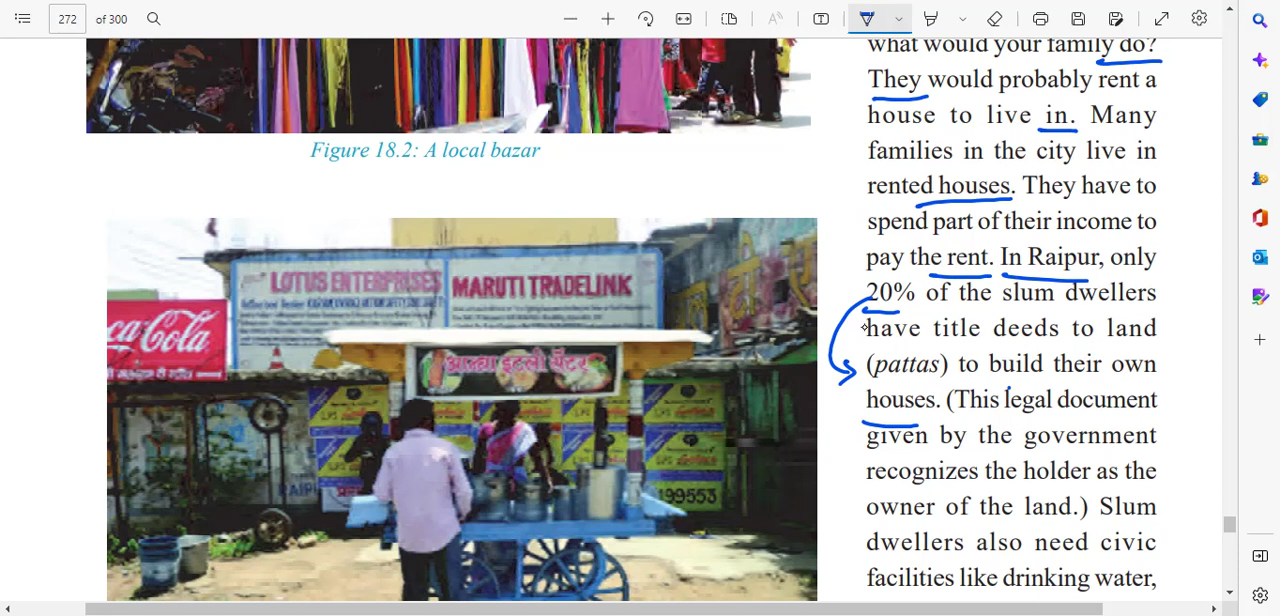 272
of 300
Figure 18.2: A local bazar
LOTUS ENTERPRISES
MARUTI TRADELINK
Coca Cola
199553
what would your family do?
They would probably rent a
house to live in. Many
families in the city live in
rented houses. They have to
spend part of their income to
pay the rent. In Raipur, only
20% of the slum dwellers
have title deeds to land
(pattas) to build their own
houses. (This legal document
given by the government
recognizes the holder as the
owner of the land.) Slum
dwellers also need civic
facilities like drinking water,